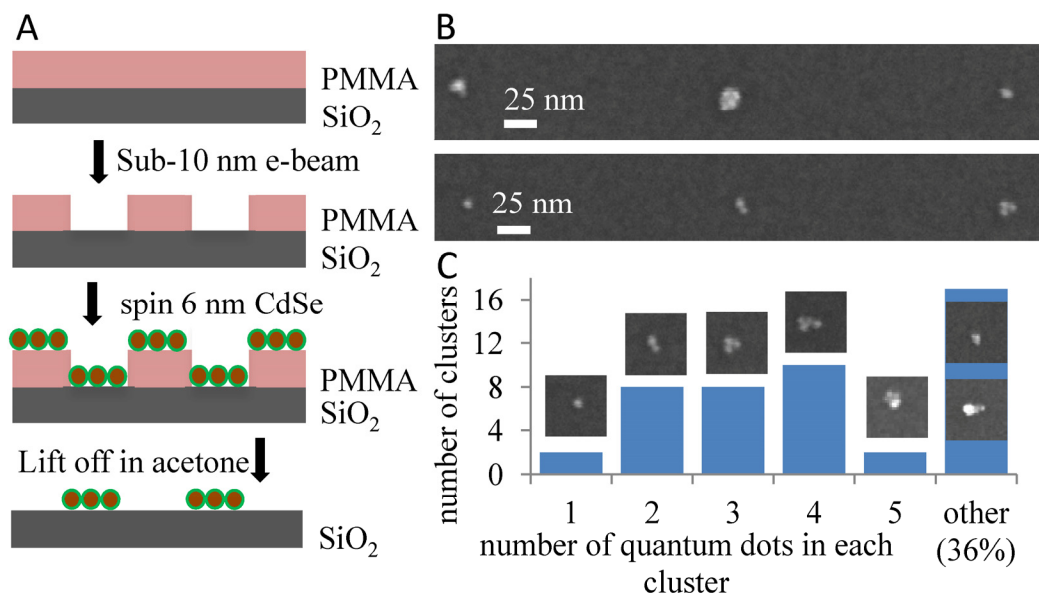 A
PMMA
SiO2
Sub-10 nm e-beam
PMMA
SiO2
spin 6 nm CdSe
PMMA
SiO2
Lift off in acetone
SiO2
B
25 nm
25 nm
C
number of clusters
16
12
8
4
0
1 2 3 4 5 other
(36%)
number of quantum dots in each
cluster